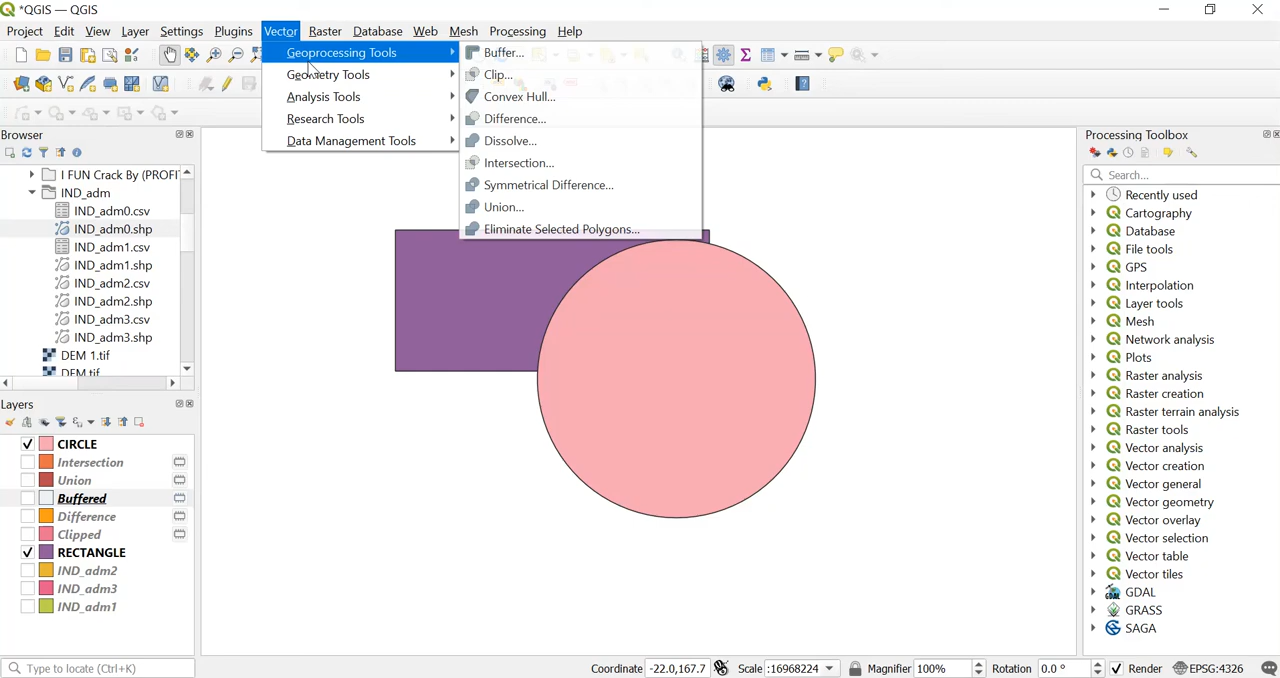 *QGIS — QGIS
Project Edit View Layer Settings Plugins Vector Raster Database Web Mesh Processing Help
Geoprocessing Tools
Geometry Tools
Analysis Tools
Research Tools
Data Management Tools
Buffer...
Clip...
Convex Hull...
Difference...
Dissolve...
Intersection...
Symmetrical Difference...
Union...
Eliminate Selected Polygons...
Browser
I FUN Crack By (PROFI
IND_adm
IND_adm0.csv
IND_adm0.shp
IND_adm1.csv
IND_adm1.shp
IND_adm2.csv
IND_adm2.shp
IND_adm3.csv
IND_adm3.shp
DEM 1.tif
DEM tif
Layers
CIRCLE
Intersection
Union
Buffered
Difference
Clipped
RECTANGLE
IND_adm2
IND_adm3
IND_adm1
Processing Toolbox
Search...
Recently used
Cartography
Database
File tools
GPS
Interpolation
Layer tools
Mesh
Network analysis
Plots
Raster analysis
Raster creation
Raster terrain analysis
Raster tools
Vector analysis
Vector creation
Vector general
Vector geometry
Vector overlay
Vector selection
Vector table
Vector tiles
GDAL
GRASS
SAGA
Type to locate (Ctrl+K)
Coordinate -22.0,167.7 Scale :16968224 Magnifier 100% Rotation 0.0 ° Render EPSG:4326